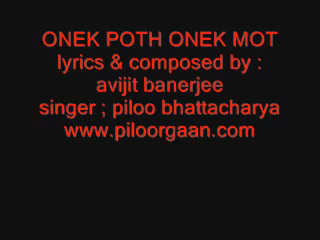 ONEK POTH ONEK MOT
lyrics & composed by :
avijit banerjee
singer ; piloo bhattacharya
www.piloorgaan.com